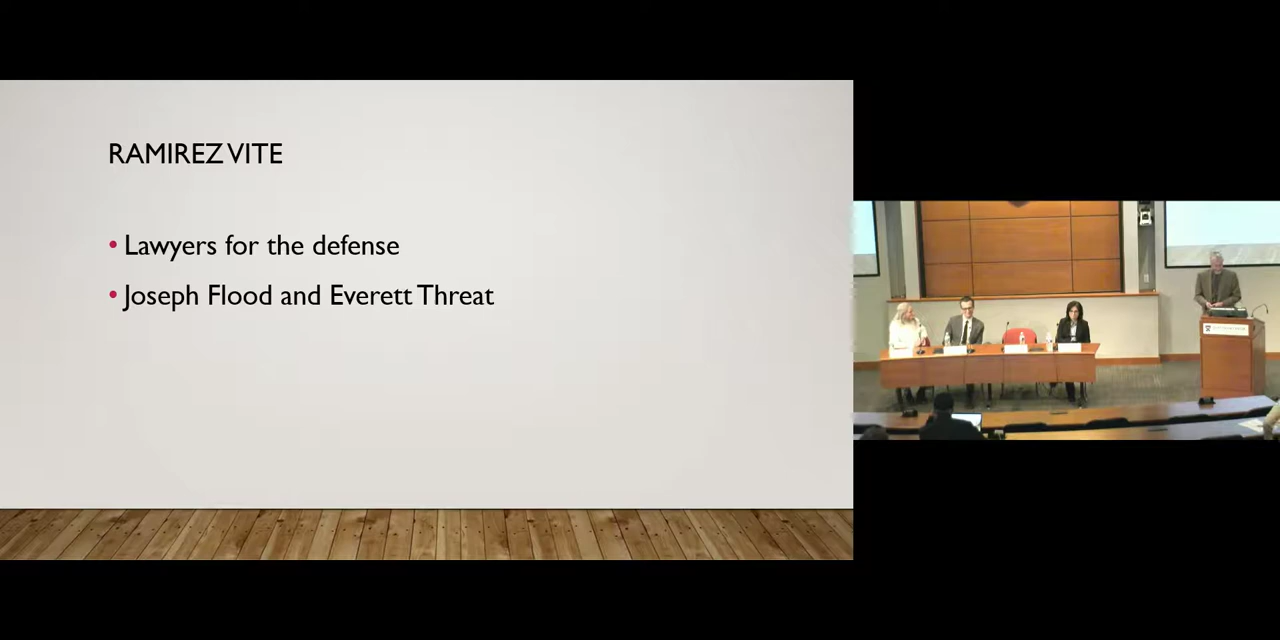 RAMIREZ VITE
• Lawyers for the defense
• Joseph Flood and Everett Threat